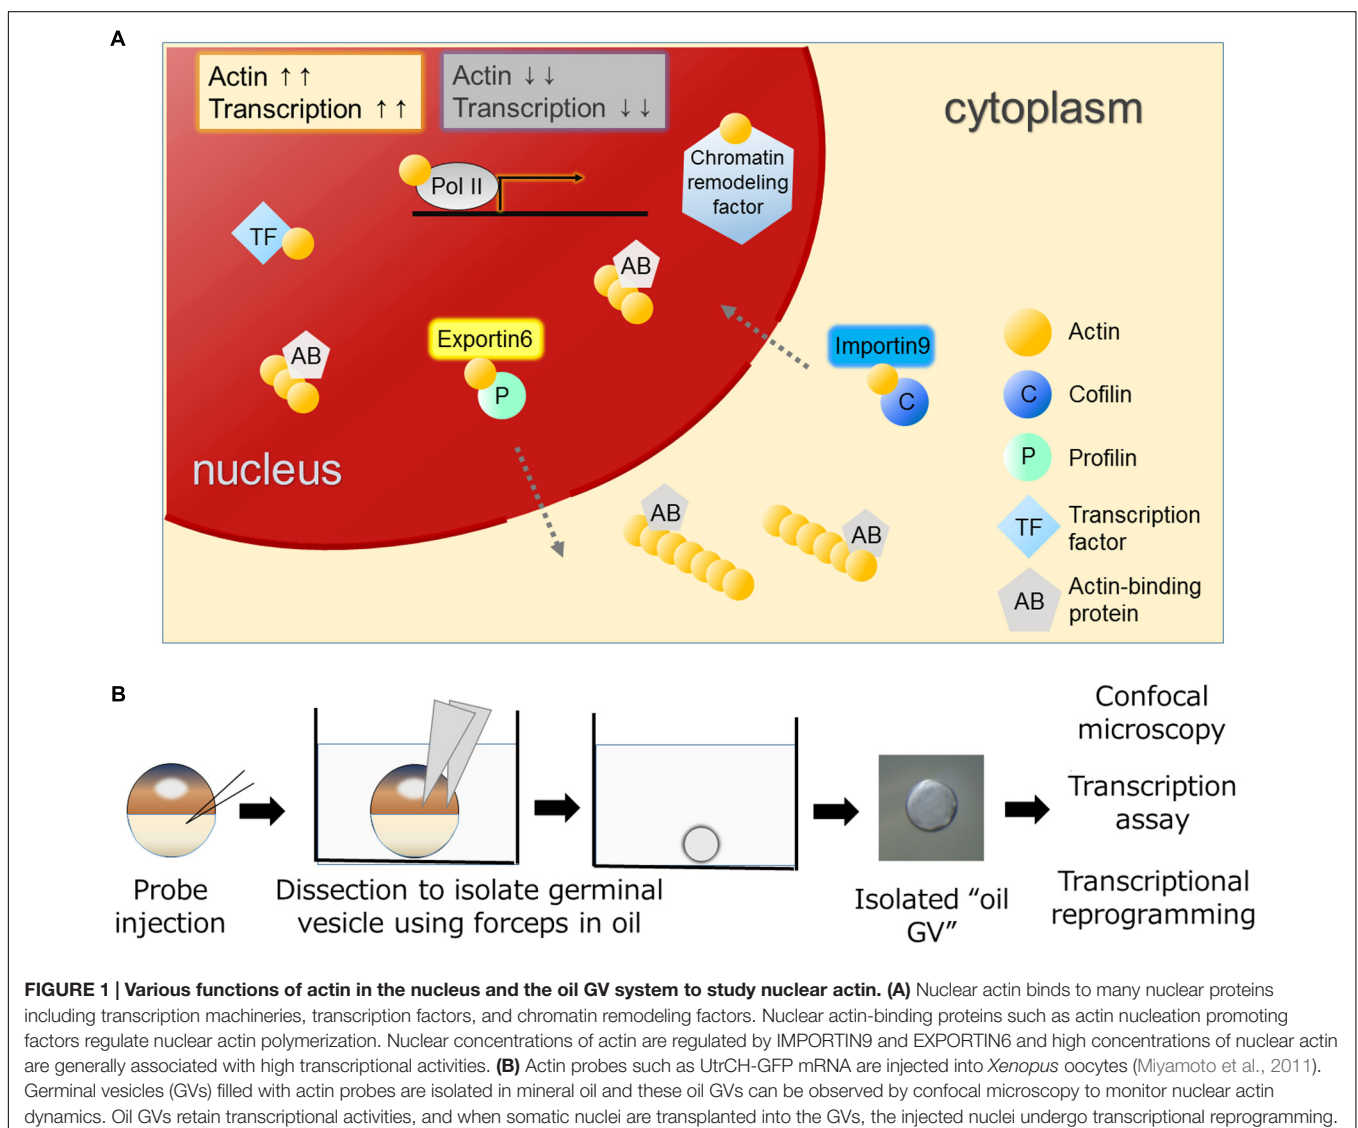 A
Actin ↑ ↑
Transcription ↑ ↑
Actin ↓ ↓
Transcription ↓ ↓
cytoplasm
Chromatin
remodeling
factor
Pol II
TF
AB
AB
Exportin6
P
Importin9
C
nucleus
AB
AB
Actin
C
Cofilin
P
Profilin
TF
Transcription
factor
AB
Actin-binding
protein
B
Probe
injection
Dissection to isolate germinal
vesicle using forceps in oil
Isolated “oil
GV”
Confocal
microscopy
Transcription
assay
Transcriptional
reprogramming
FIGURE 1 | Various functions of actin in the nucleus and the oil GV system to study nuclear actin. (A) Nuclear actin binds to many nuclear proteins
including transcription machineries, transcription factors, and chromatin remodeling factors. Nuclear actin-binding proteins such as actin nucleation promoting
factors regulate nuclear actin polymerization. Nuclear concentrations of actin are regulated by IMPORTIN9 and EXPORTIN6 and high concentrations of nuclear actin
are generally associated with high transcriptional activities. (B) Actin probes such as UtrCH-GFP mRNA are injected into Xenopus oocytes (Miyamoto et al., 2011).
Germinal vesicles (GVs) filled with actin probes are isolated in mineral oil and these oil GVs can be observed by confocal microscopy to monitor nuclear actin
dynamics. Oil GVs retain transcriptional activities, and when somatic nuclei are transplanted into the GVs, the injected nuclei undergo transcriptional reprogramming.